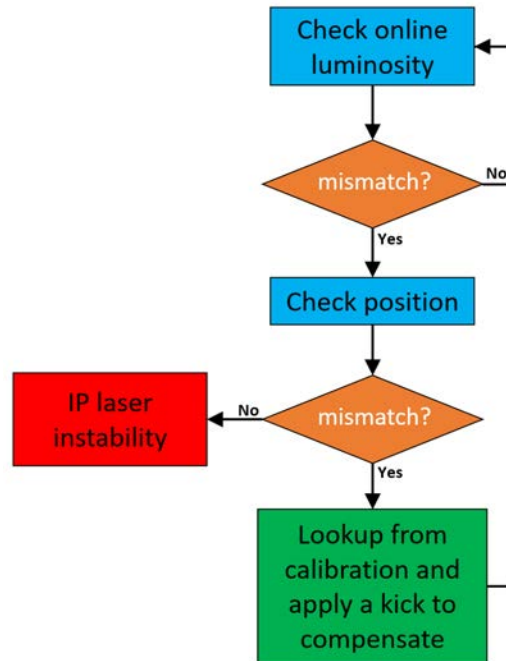 Check online
luminosity
mismatch?
No
Yes
Check position
mismatch?
No
Yes
IP laser
instability
Lookup from
calibration and
apply a kick to
compensate